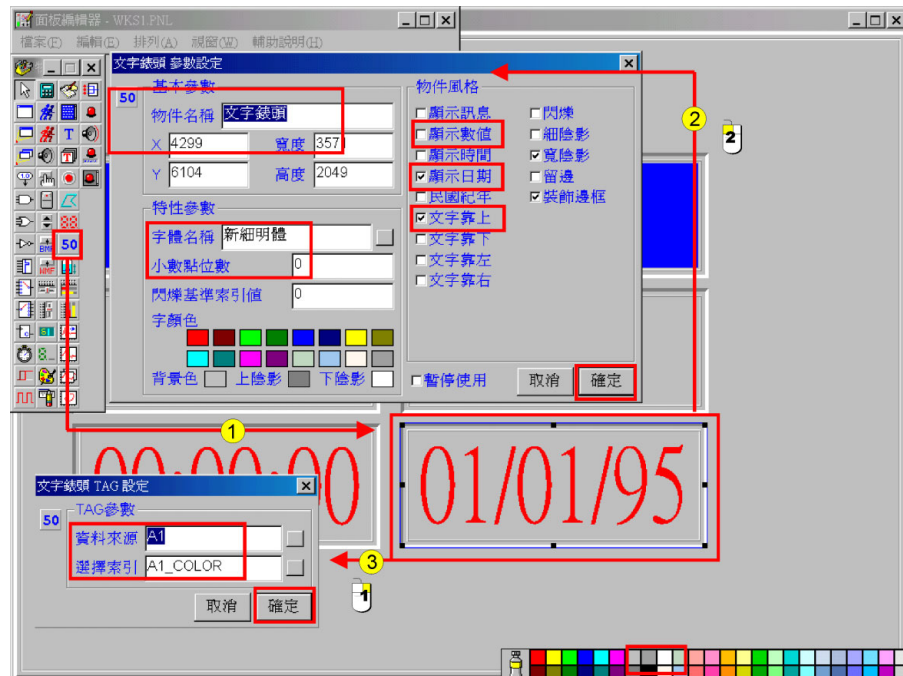 面板編輯器 - WKS1.PNL
檔案(F) 編輯(E) 排列(A) 視窗(W) 輔助說明(H)
文字錶頭 參數設定
50
基本參數
物件名稱 文字錶頭
X 4299 寬度 3571
Y 6104 高度 2049
特性參數
字體名稱 新細明體
小數點位數 0
閃爍基準索引值 0
字顏色
背景色 上陰影 下陰影
物件風格
顯示訊息 閃爍
顯示數值 細陰影
顯示時間 寬陰影
顯示日期 留邊
民國紀年 裝飾邊框
文字靠上
文字靠下
文字靠左
文字靠右
暫停使用 取消 確定
2
2
50
1
00:00:00
01/01/95
文字錶頭 TAG 設定
50
TAG參數
資料來源 A1
選擇索引 A1_COLOR
取消 確定
3
1